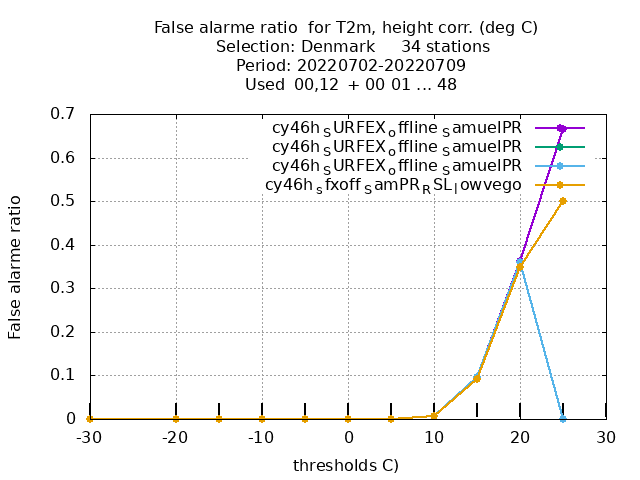 False alarme ratio  for T2m, height corr. (deg C)
Selection: Denmark     34 stations
Period: 20220702-20220709
Used  00,12  + 00 01 ... 48
0.7
0.6
0.5
0.4
0.3
0.2
0.1
0
False alarme ratio
cy46h_SURFEX_offline_SamuelPR
cy46h_SURFEX_offline_SamuelPR
cy46h_SURFEX_offline_SamuelPR
cy46h_sfxoff_SamPR_RSL_lowvego
-30 -20 -10 0 10 20 30
thresholds C)